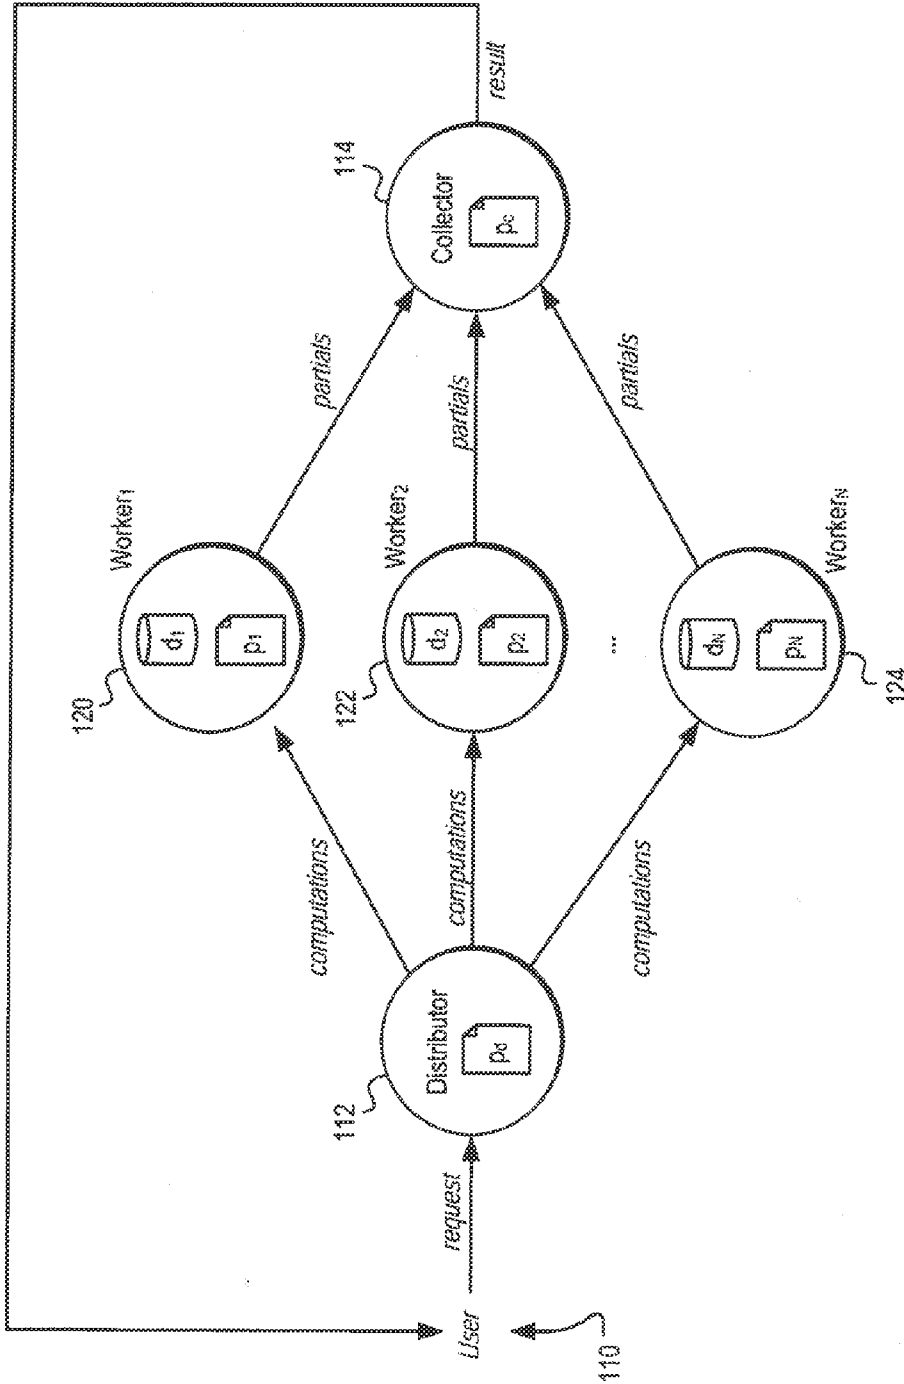 User
110
request
112
Distributor
pd
computations
computations
computations
120
Worker1
d1
p1
122
Worker2
d2
p2
...
124
WorkerN
dN
pN
partials
partials
partials
114
Collector
pc
result